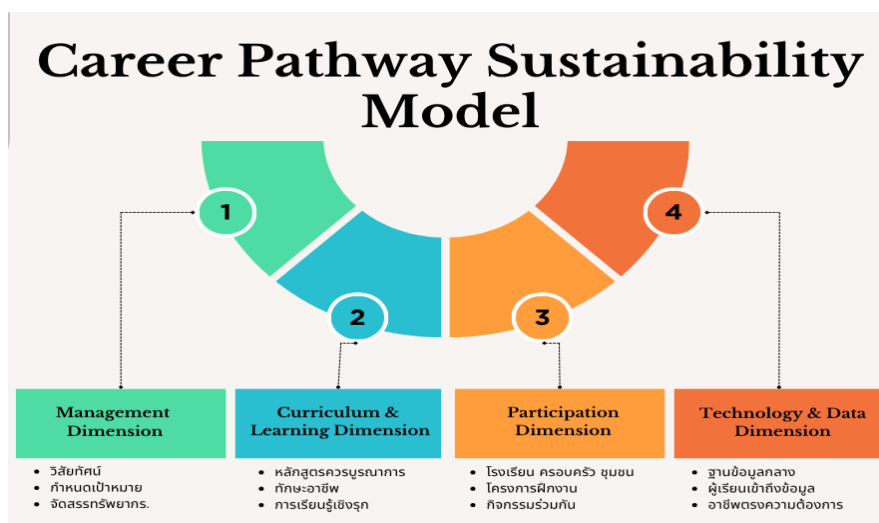 Career Pathway Sustainability
Model
1
2
3
4
Management
Dimension
• วิสัยทัศน์
• กำหนดเป้าหมาย
• จัดสรรทรัพยากร.
Curriculum &
Learning Dimension
• หลักสูตรควรบูรณาการ
• ทักษะอาชีพ
• การเรียนรู้เชิงรุก
Participation
Dimension
• โรงเรียน ครอบครัว ชุมชน
• โครงการฝึกงาน
• กิจกรรมร่วมกัน
Technology & Data
Dimension
• ฐานข้อมูลกลาง
• ผู้เรียนเข้าถึงข้อมูล
• อาชีพตรงความต้องการ